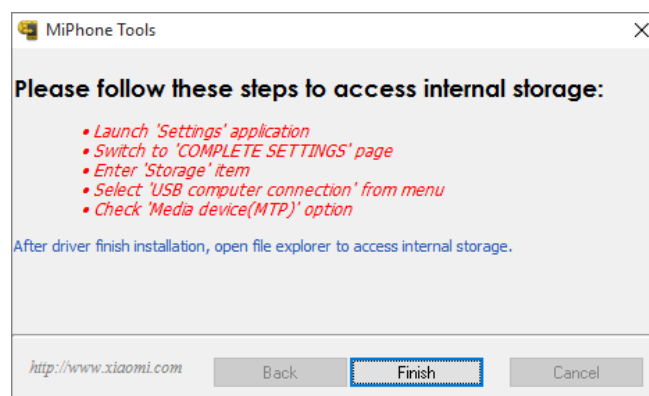 MiPhone Tools
Please follow these steps to access internal storage:
• Launch 'Settings' application
• Switch to 'COMPLETE SETTINGS' page
• Enter 'Storage' item
• Select 'USB computer connection' from menu
• Check 'Media device(MTP)' option
After driver finish installation, open file explorer to access internal storage.
http://www.xiaomi.com Back Finish Cancel